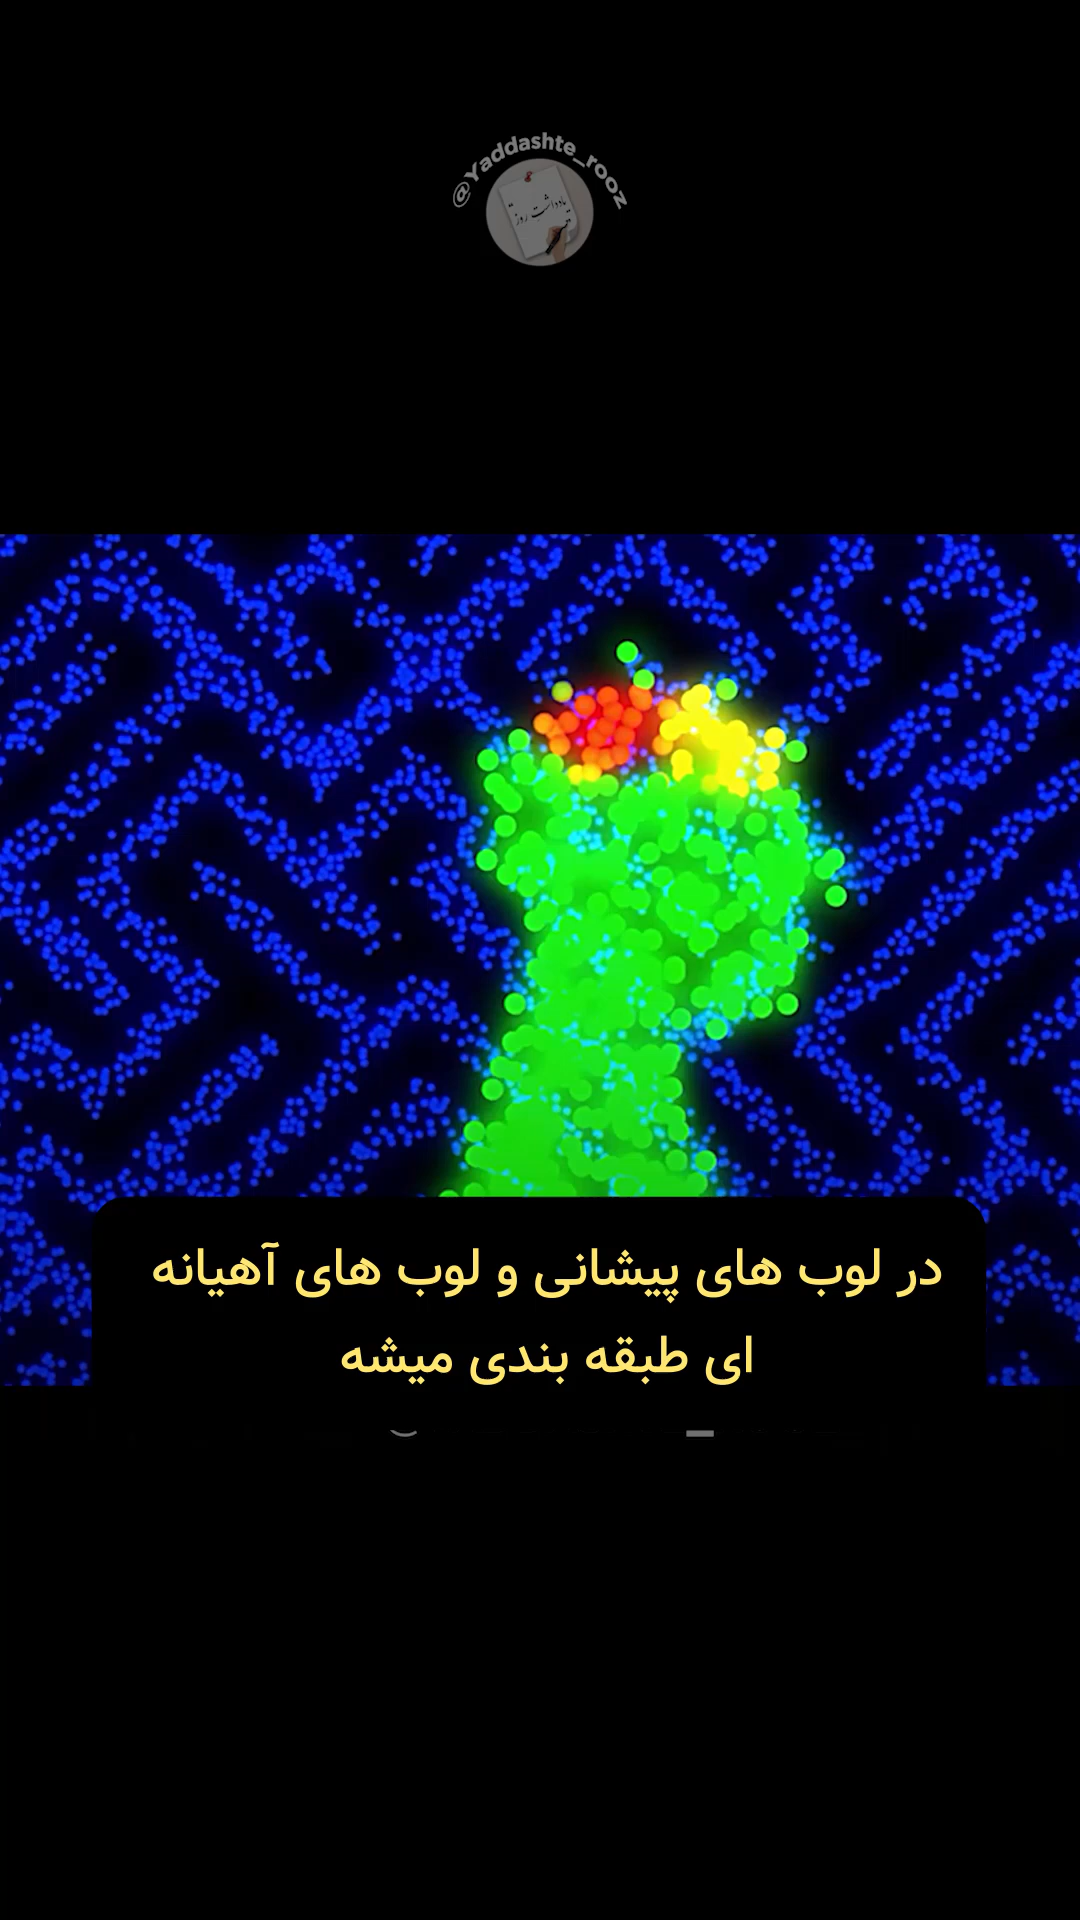 @Yaddashte_rooz
یادداشت روز
در لوب های پیشانی و لوب های آهیانه
ای طبقه بندی میشه